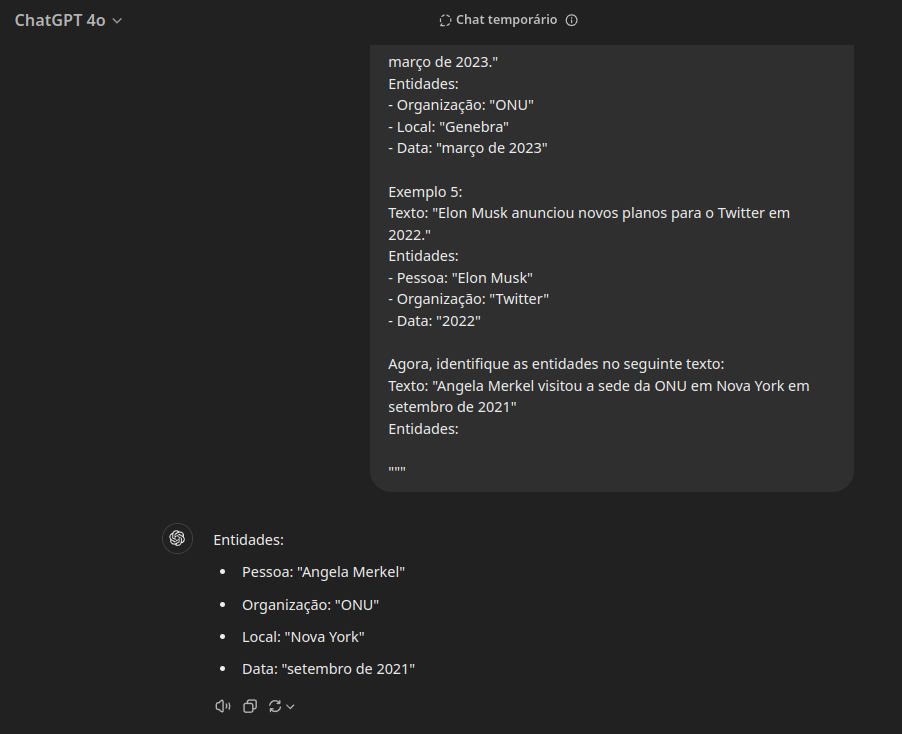 ChatGPT 4o
Chat temporário
março de 2023."
Entidades:
- Organização: "ONU"
- Local: "Genebra"
- Data: "março de 2023"
Exemplo 5:
Texto: "Elon Musk anunciou novos planos para o Twitter em
2022."
Entidades:
- Pessoa: "Elon Musk"
- Organização: "Twitter"
- Data: "2022"
Agora, identifique as entidades no seguinte texto:
Texto: "Angela Merkel visitou a sede da ONU em Nova York em
setembro de 2021"
Entidades:
"""
Entidades:
• Pessoa: "Angela Merkel"
• Organização: "ONU"
• Local: "Nova York"
• Data: "setembro de 2021"